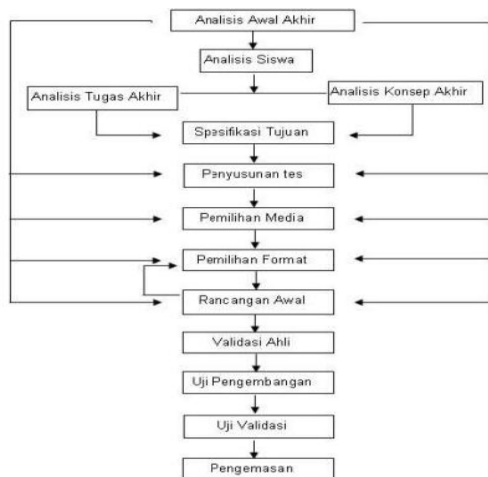 Analisis Awal Akhir
Analisis Siswa
Analisis Tugas Akhir
Analisis Konsep Akhir
Spesifikasi Tujuan
Penyusunan tes
Pemilihan Media
Pemilihan Format
Rancangan Awal
Validasi Ahli
Uji Pengembangan
Uji Validasi
Pengemasan